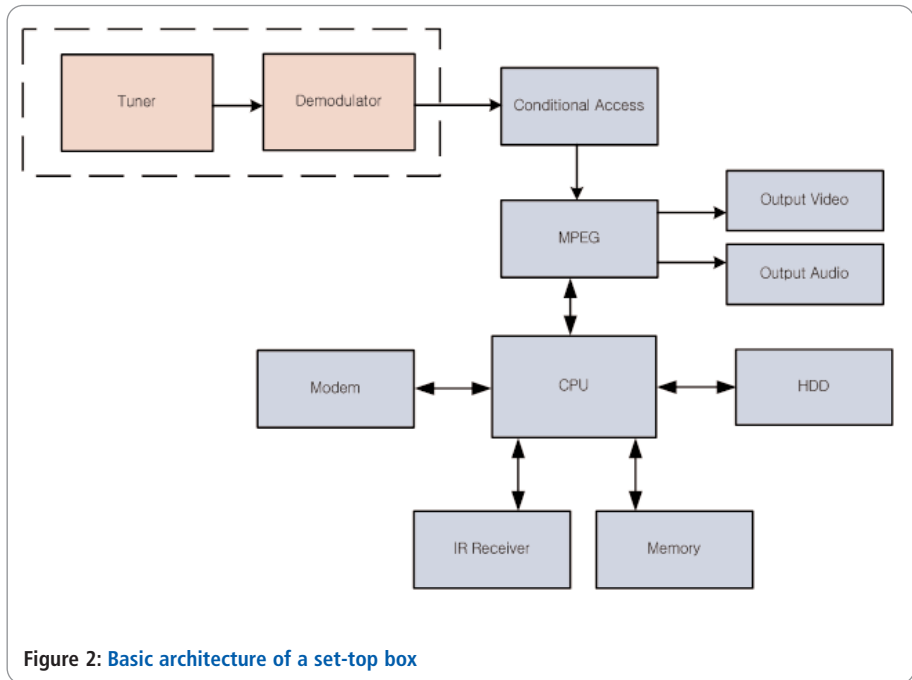 Tuner
Demodulator
Conditional Access
MPEG
Output Video
Output Audio
Modem
CPU
HDD
IR Receiver
Memory
Figure 2: Basic architecture of a set-top box